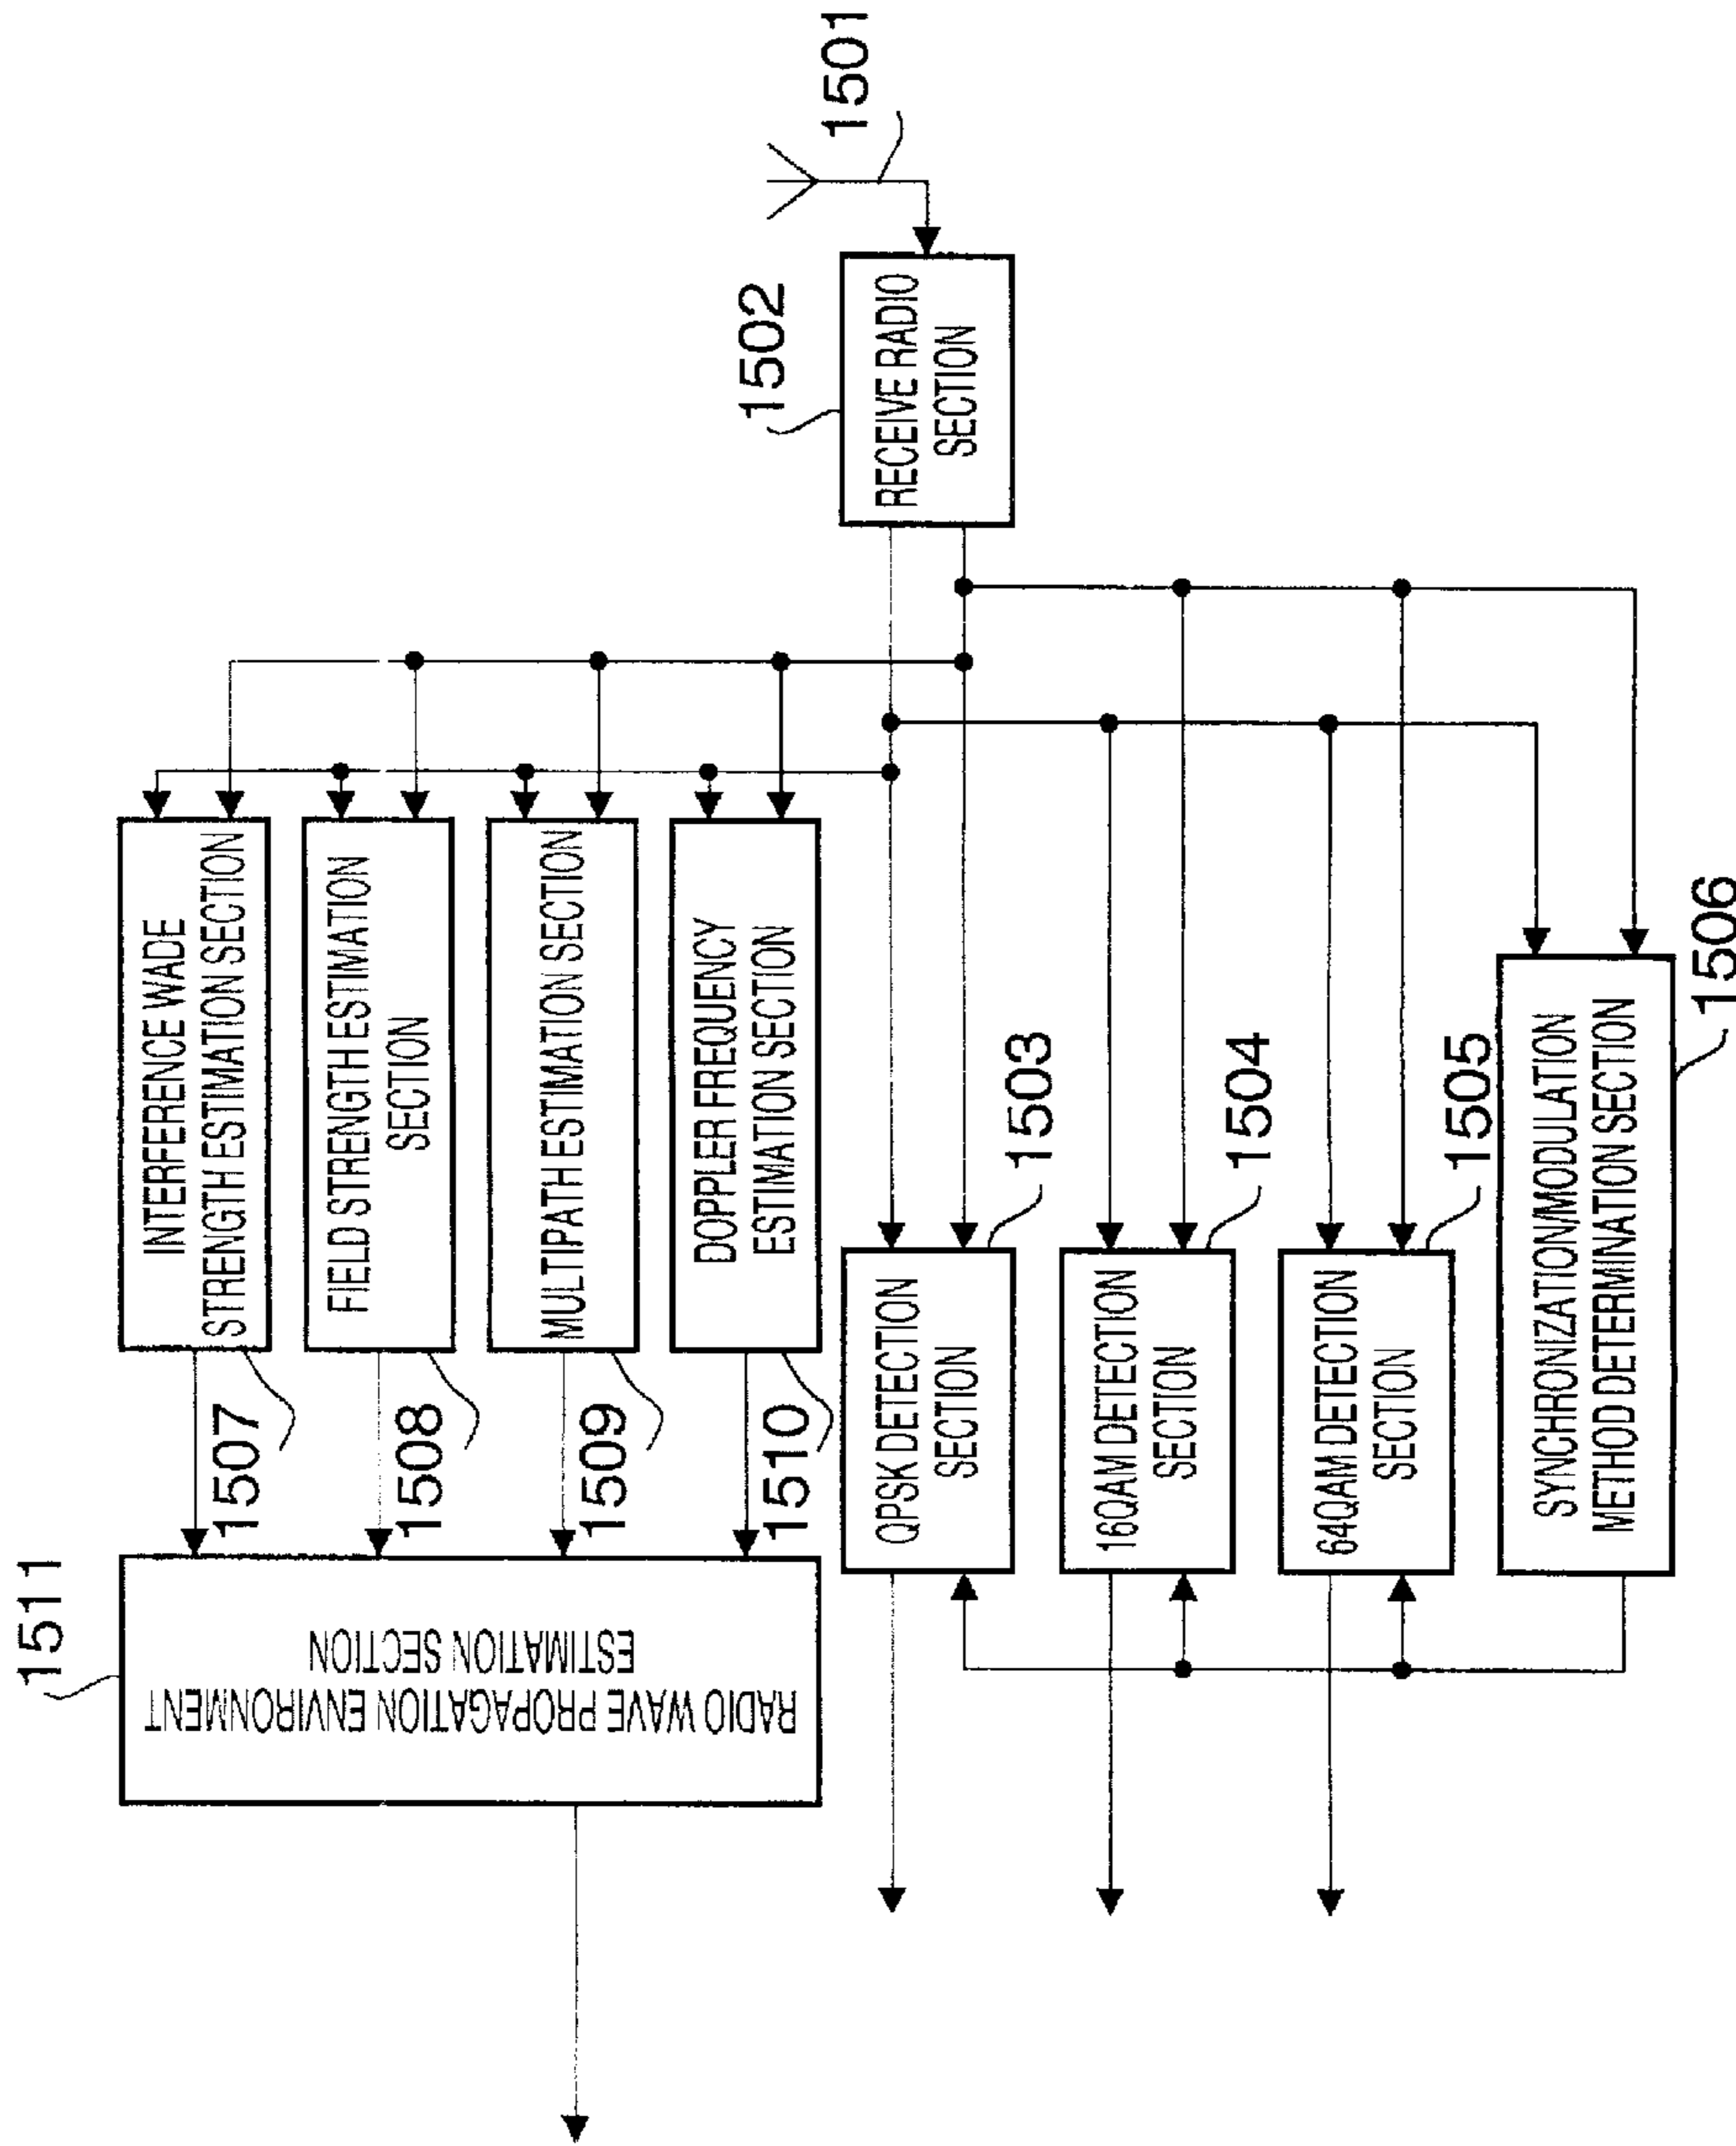 1511
RADIO WAVE PROPAGATION ENVIRONMENT
ESTIMATION SECTION
1507
INTERFERENCE WADE
STRENGTH ESTIMATION SECTION
1508
FIELD STRENGTH ESTIMATION
SECTION
1509
MULTIPATH ESTIMATION SECTION
1510
DOPPLER FREQUENCY
ESTIMATION SECTION
1501
1502
RECEIVE RADIO
SECTION
QPSK DETECTION
SECTION
1503
16QAM DETECTION
SECTION
1504
64QAM DETECTION
SECTION
1505
SYNCHRONIZATION/MODULATION
METHOD DETERMINATION SECTION
1506